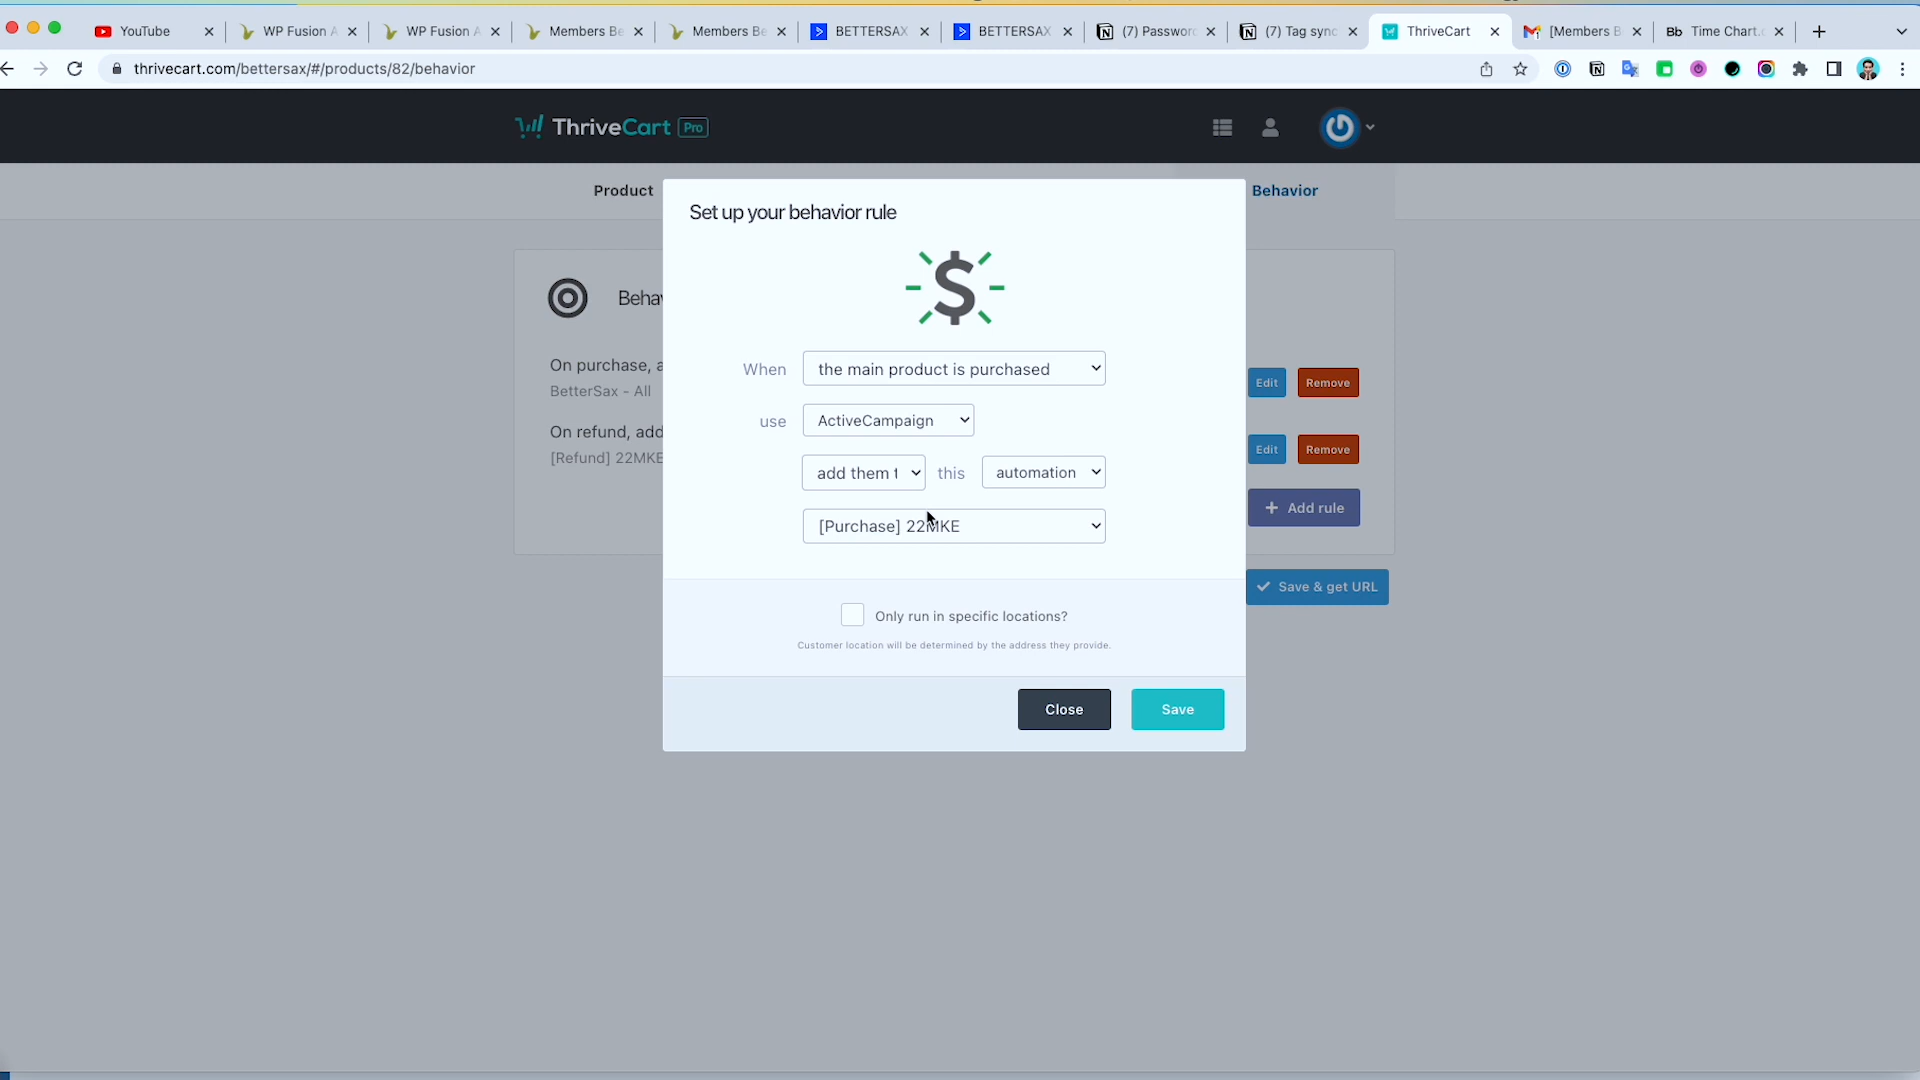 YouTube
WP Fusion A
WP Fusion A
Members Be
Members Be
BETTERSAX
BETTERSAX
(7) Passwor
(7) Tag sync
ThriveCart
[Members B
Bb Time Chart.
thrivecart.com/bettersax/#/products/82/behavior
ThriveCart Pro
Product
Behavior
Set up your behavior rule
Beha
When the main product is purchased
On purchase, a
BetterSax - All
Edit Remove
use ActiveCampaign
On refund, add
[Refund] 22MKE
Edit Remove
add them t this automation
+ Add rule
[Purchase] 22MKE
Save & get URL
Only run in specific locations?
Customer location will be determined by the address they provide.
Close Save